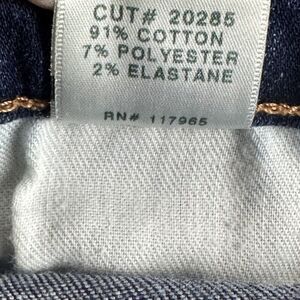 CUT# 20285
91% COTTON
7% POLYESTER
2% ELASTANE
RN# 117965